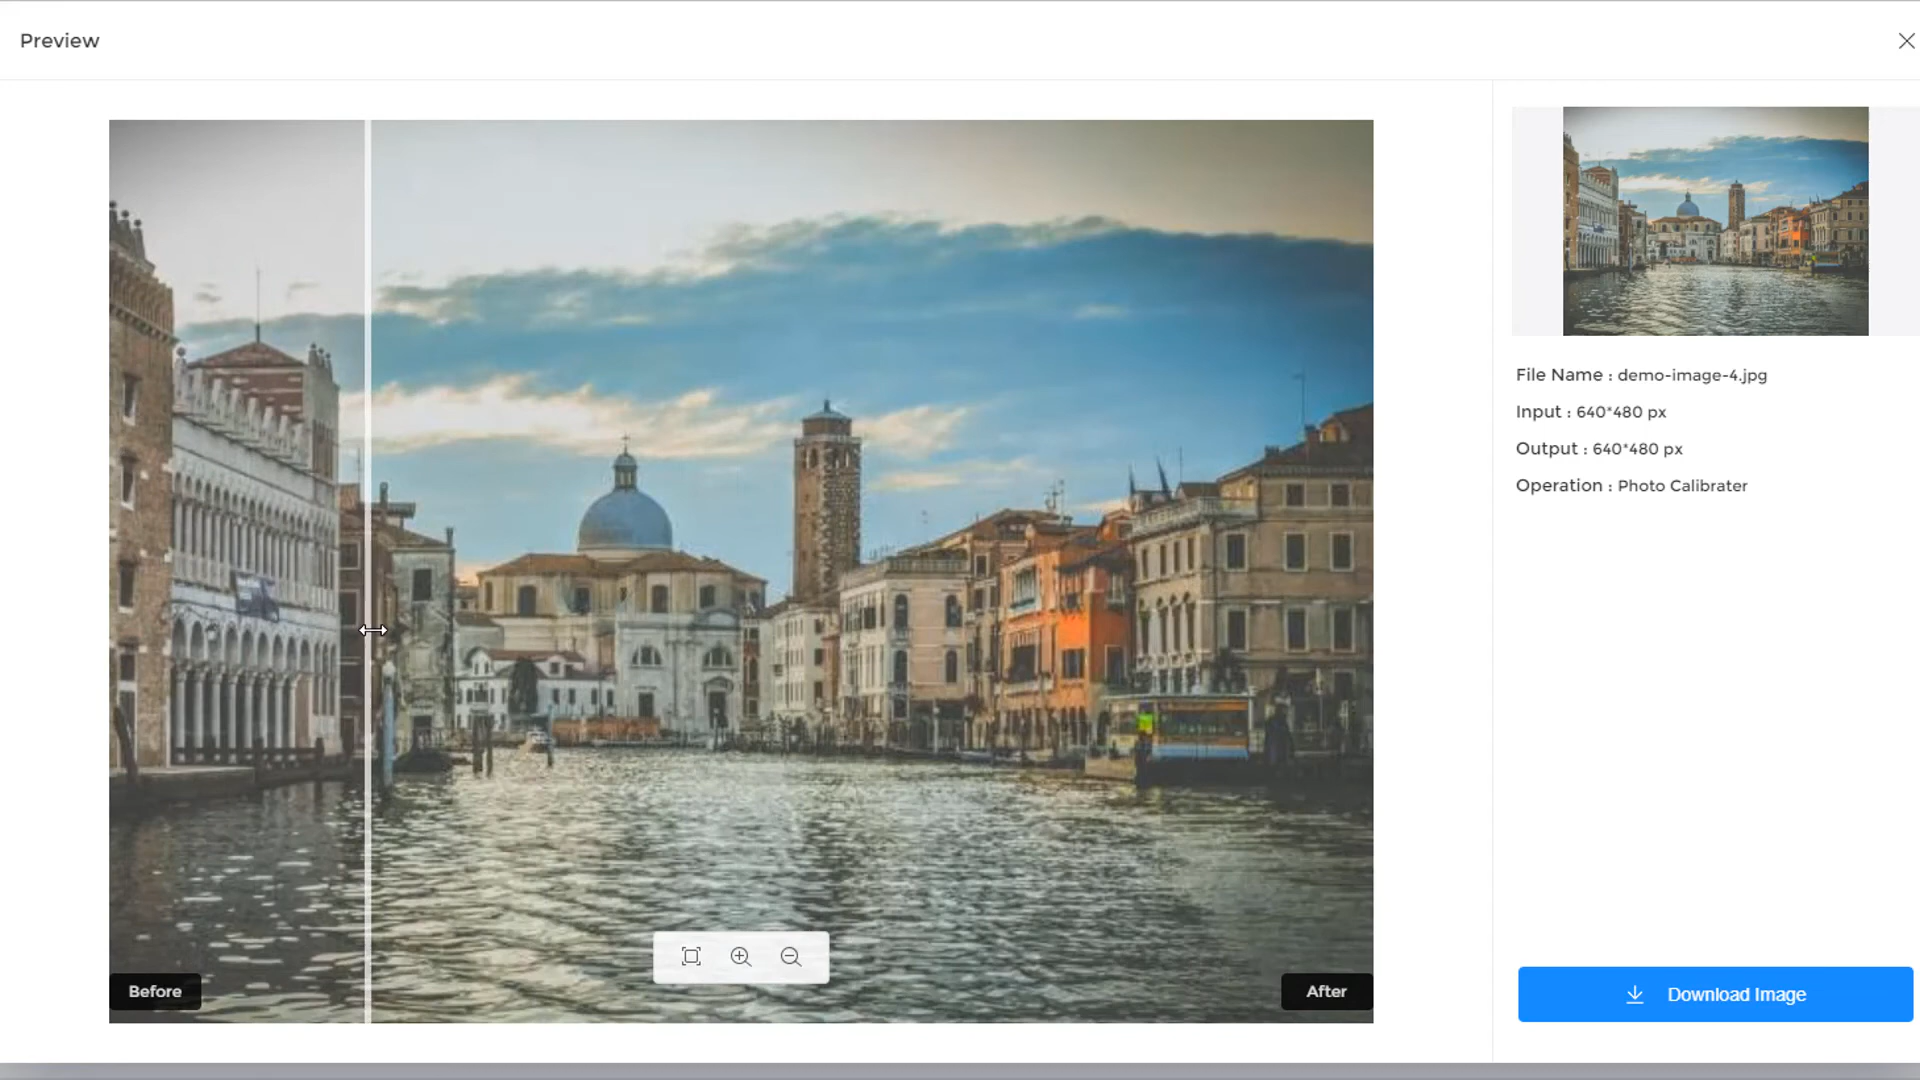 Preview
File Name : demo-image-4.jpg
Input : 640*480 px
Output : 640*480 px
Operation : Photo Calibrater
Before
After
Download Image